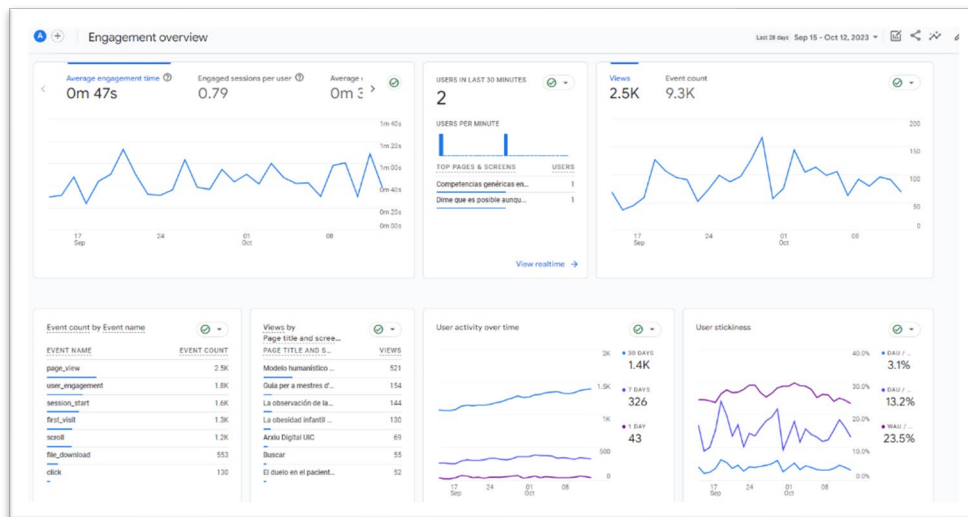 A
Engagement overview
Last 28 days Sep 15 - Oct 12, 2023
Average engagement time
0m 47s
Engaged sessions per user
0.79
Average
0m
1m 40s
1m 20s
1m 00s
0m 40s
0m 20s
0m 00s
17 Sep
24
01 Oct
08
USERS IN LAST 30 MINUTES
2
USERS PER MINUTE
TOP PAGES & SCREENS USERS
Competencias genéricas en... 1
Dime que es posible aunqu... 1
View realtime
Views
2.5K
Event count
9.3K
200
150
100
50
0
17 Sep
24
01 Oct
08
Event count by Event name
EVENT NAME EVENT COUNT
page_view 2.5K
user_engagement 1.8K
session_start 1.6K
first_visit 1.3K
scroll 1.2K
file_download 553
click 130
Views by
Page title and scree...
PAGE TITLE AND S... VIEWS
Modelo humanístico ... 521
Guia per a mestres d'... 154
La observación de la... 144
La obesidad infantil ... 130
Arxiu Digital UIC 69
Buscar 55
El duelo en el pacient... 52
User activity over time
2K
1.5K
1K
500
0
17 Sep
24
01 Oct
08
30 DAYS
1.4K
7 DAYS
326
1 DAY
43
User stickiness
40.0%
30.0%
20.0%
10.0%
0.0%
17 Sep
24
01 Oct
08
DAU / ...
3.1%
DAU / ...
13.2%
WAU / ...
23.5%